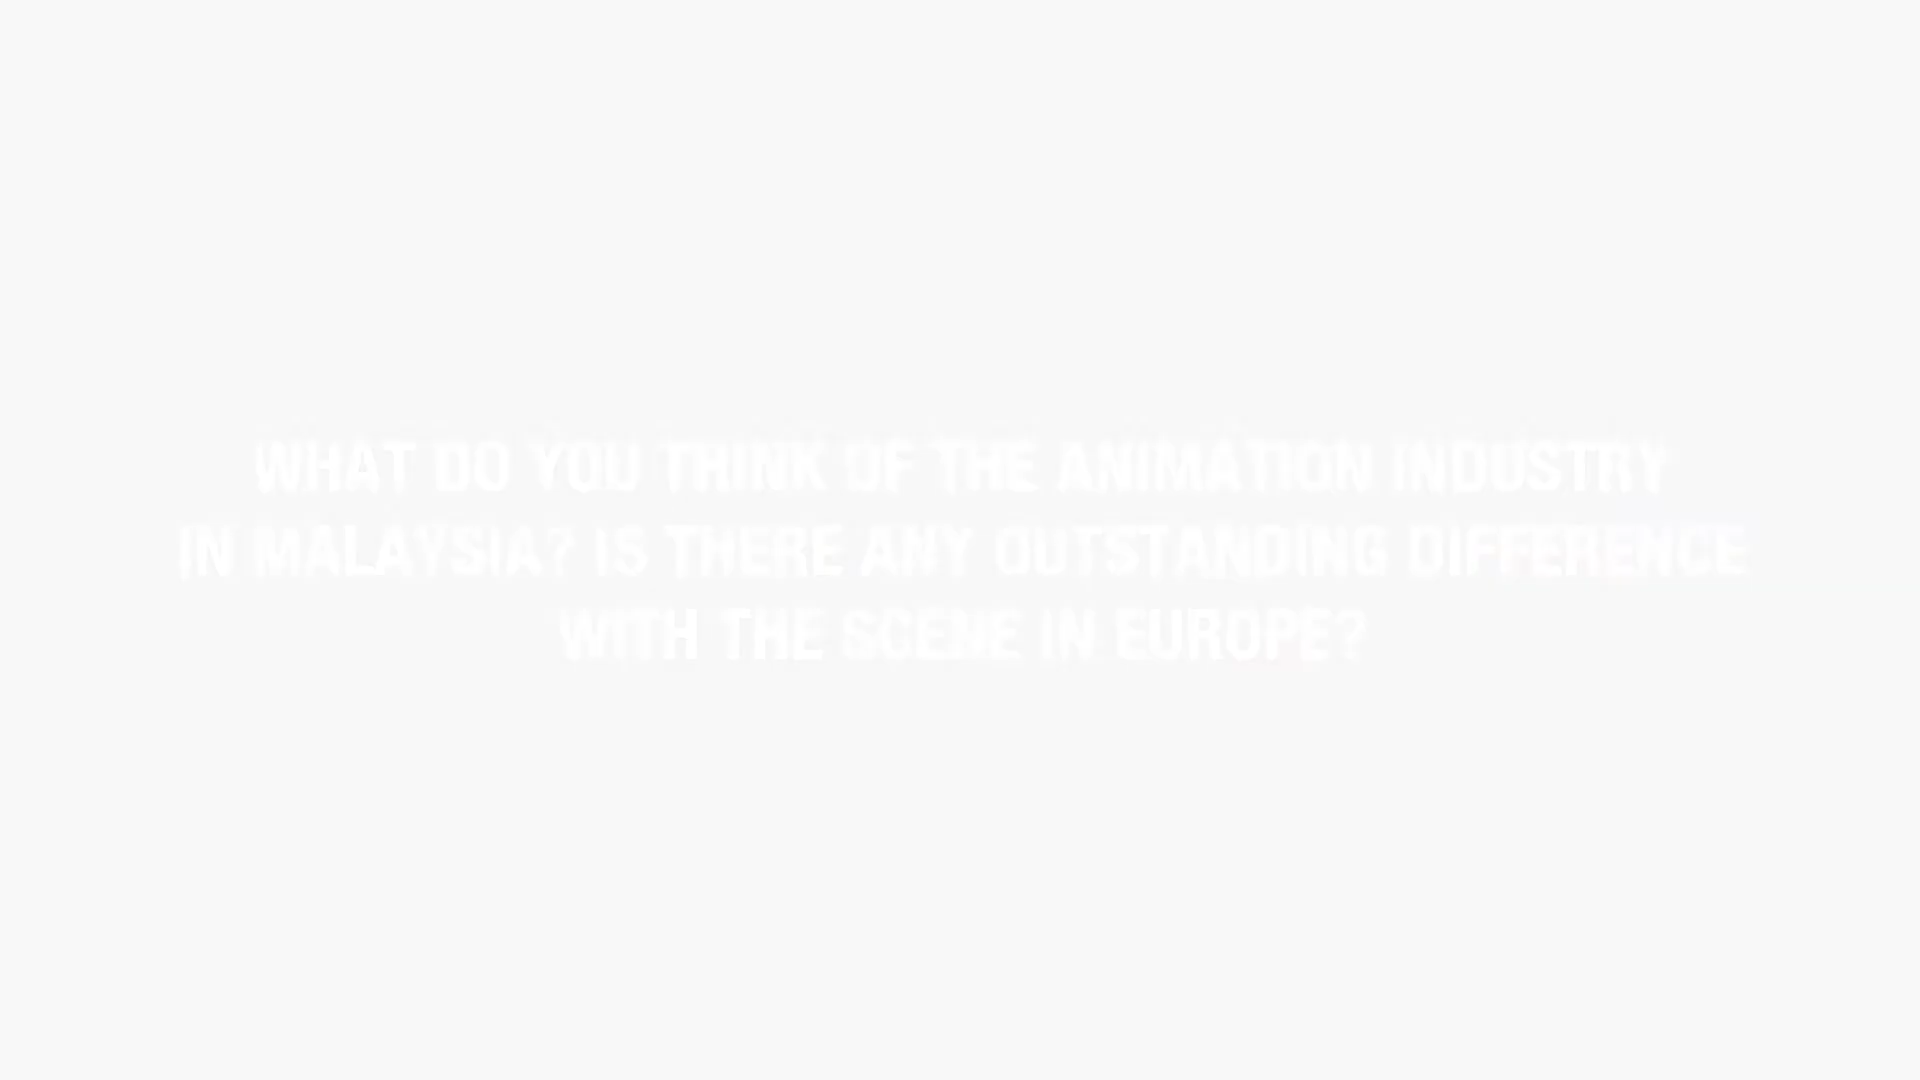 WHAT DO YOU THINK OF THE ANIMATION INDUSTRY
IN MALAYSIA? IS THERE ANY OUTSTANDING DIFFERENCE
WITH THE SCENE IN EUROPE?